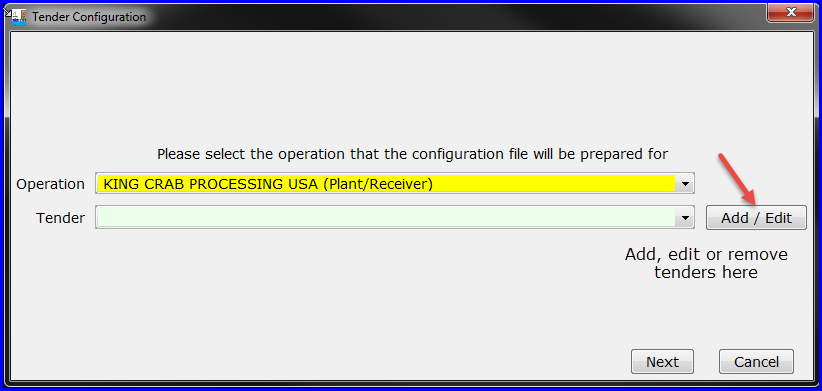 Tender Configuration
Please select the operation that the configuration file will be prepared for
Operation KING CRAB PROCESSING USA (Plant/Receiver)
Tender Add / Edit
Add, edit or remove
tenders here
Next Cancel